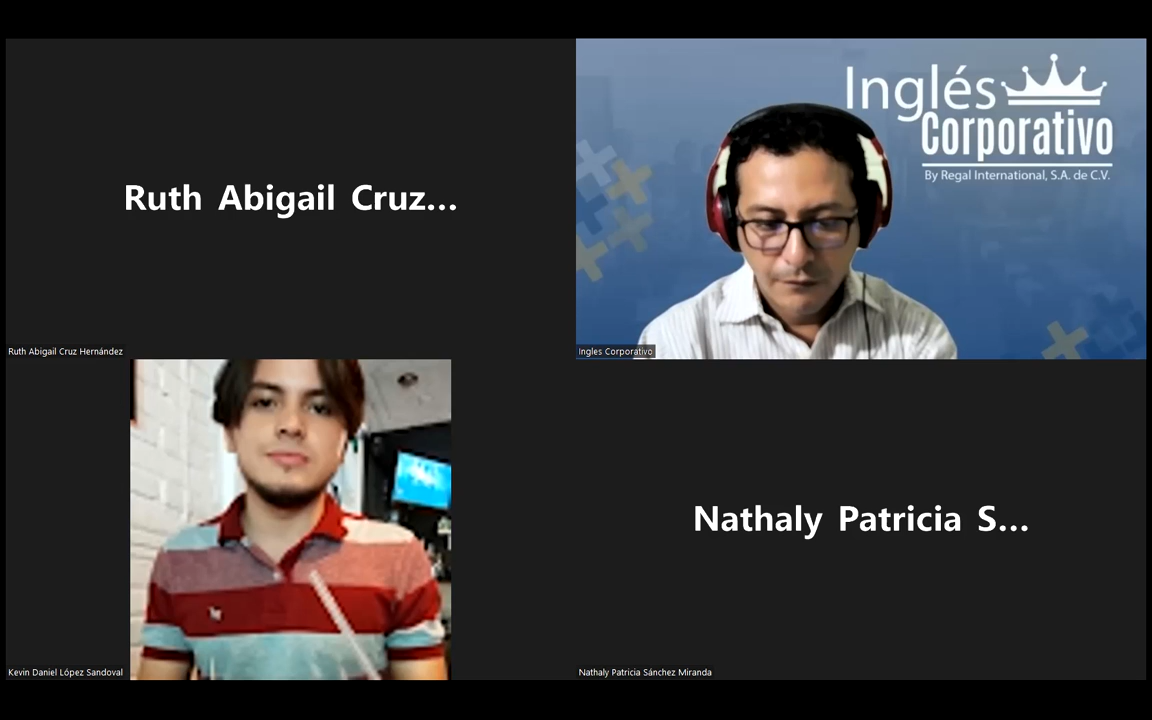 Ruth Abigail Cruz...
Ruth Abigail Cruz Hernández
Inglés
Corporativo
By Regal International, S.A. de C.V.
Ingles Corporativo
Kevin Daniel López Sandoval
Nathaly Patricia S...
Nathaly Patricia Sánchez Miranda